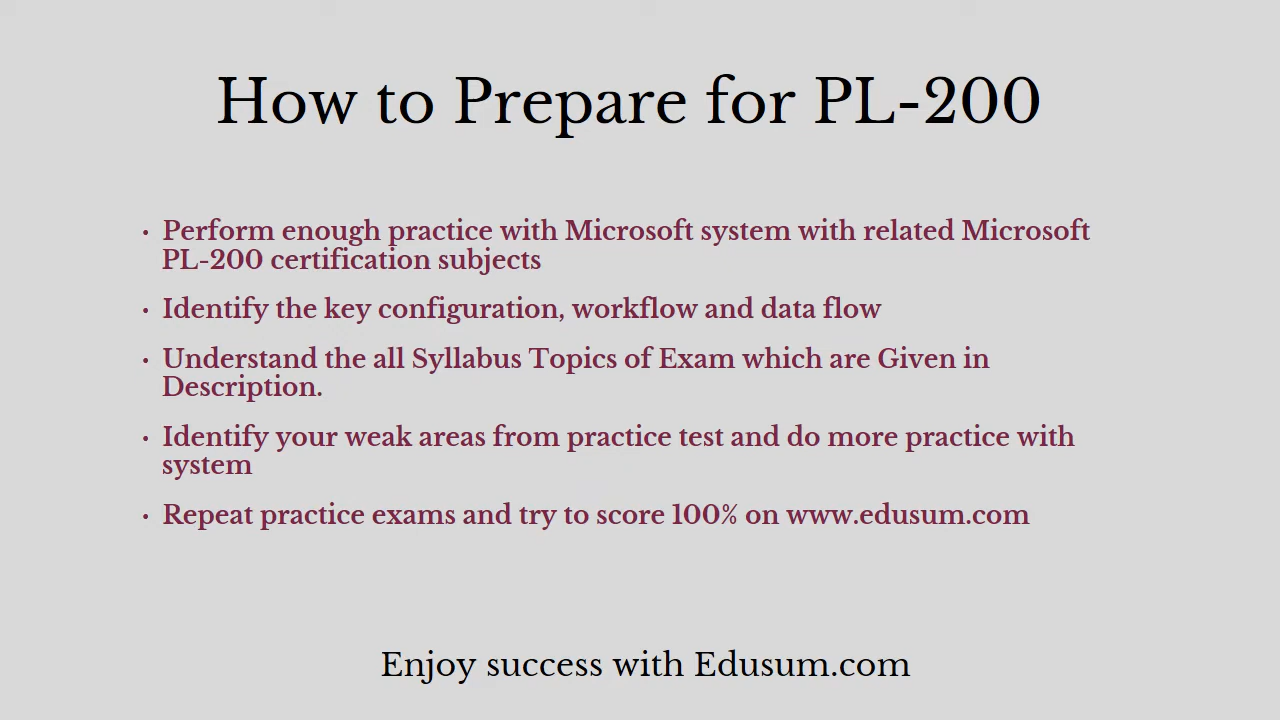 How to Prepare for PL-200
• Perform enough practice with Microsoft system with related Microsoft
PL-200 certification subjects
• Identify the key configuration, workflow and data flow
• Understand the all Syllabus Topics of Exam which are Given in
Description.
• Identify your weak areas from practice test and do more practice with
system
• Repeat practice exams and try to score 100% on www.edusum.com
Enjoy success with Edusum.com